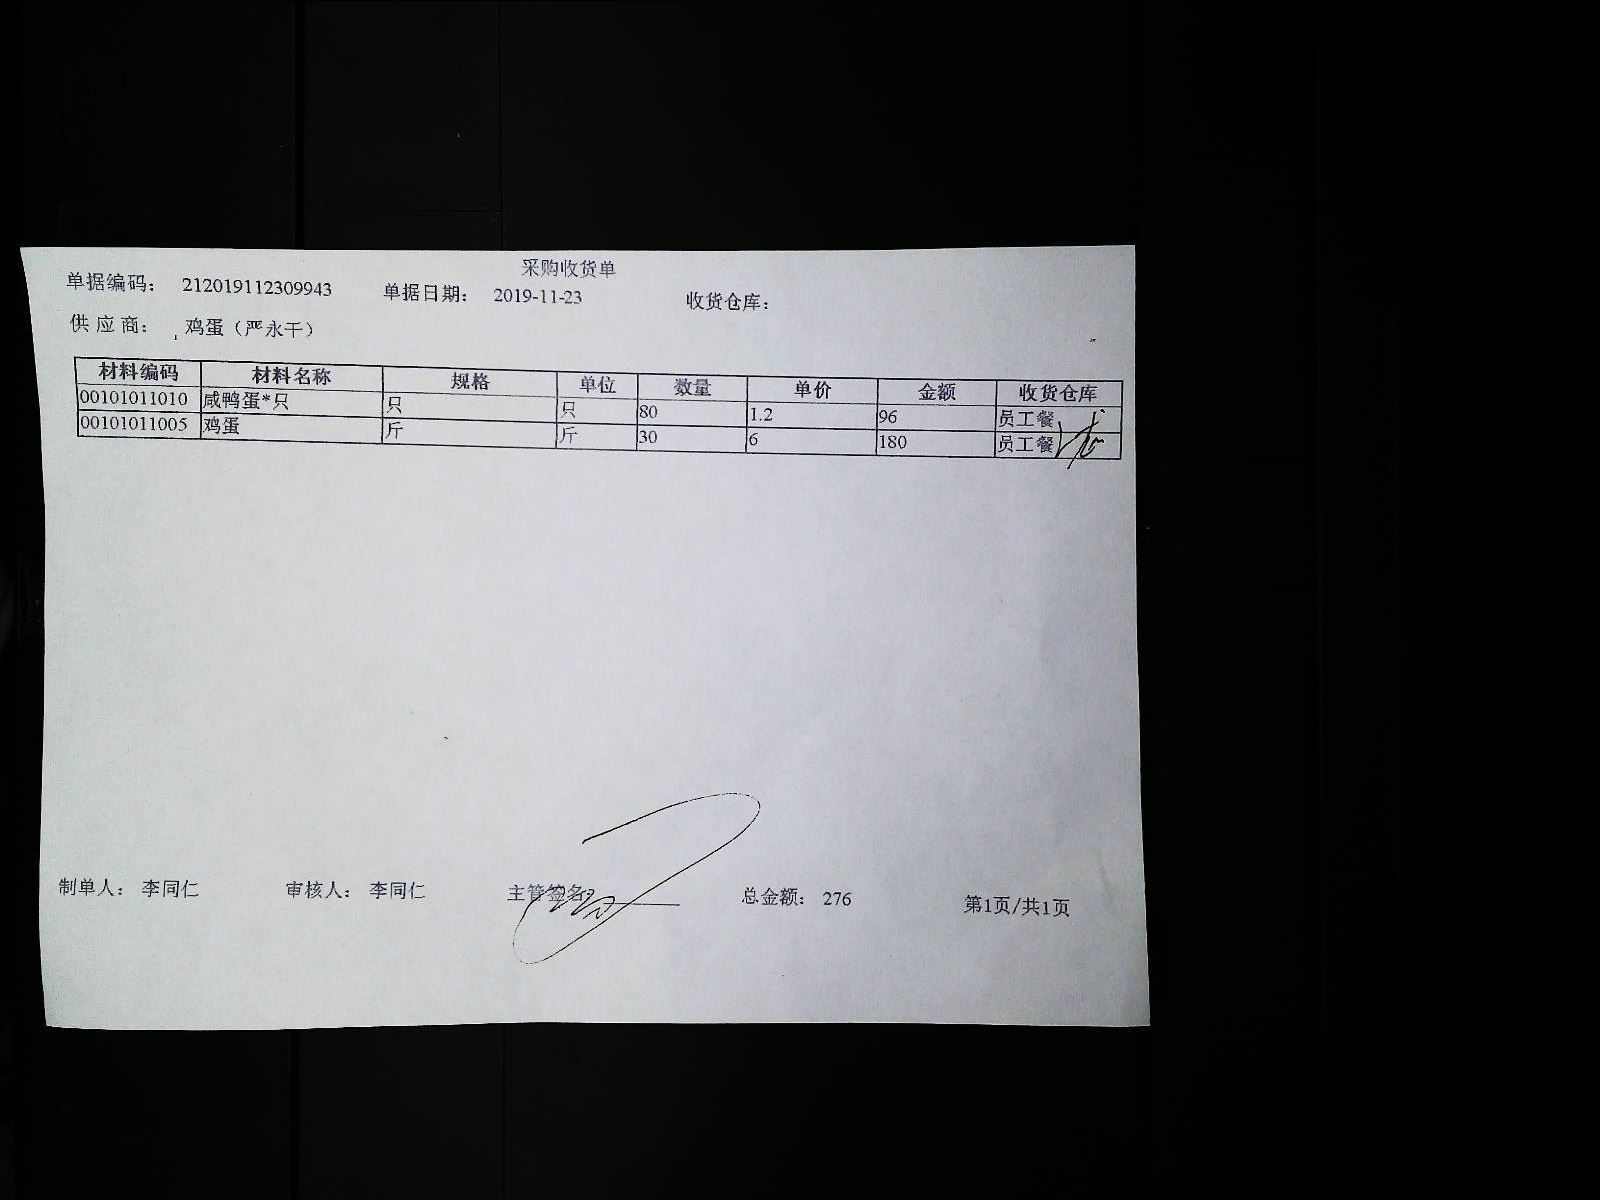 采购收货单
单据编码： 212019112309943 单据日期： 2019-11-23 收货仓库：
供应商： 鸡蛋（严永干）
材料编码 材料名称 规格 单位 数量 单价 金额 收货仓库
00101011010 咸鸭蛋*只 只 只 80 1.2 96 员工餐
00101011005 鸡蛋 斤 斤 30 6 180 员工餐
制单人： 李同仁 审核人： 李同仁 主管签名 总金额： 276 第1页/共1页